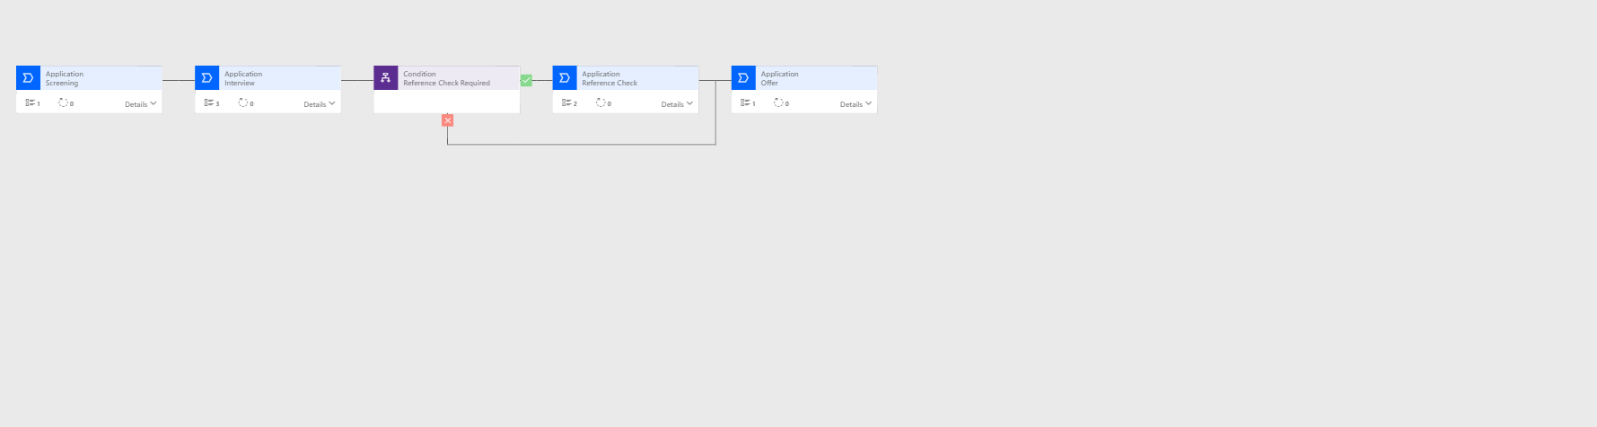 Application
Screening
1 0 Details
Application
Interview
3 0 Details
Condition
Reference Check Required
Application
Reference Check
2 0 Details
Application
Offer
1 0 Details